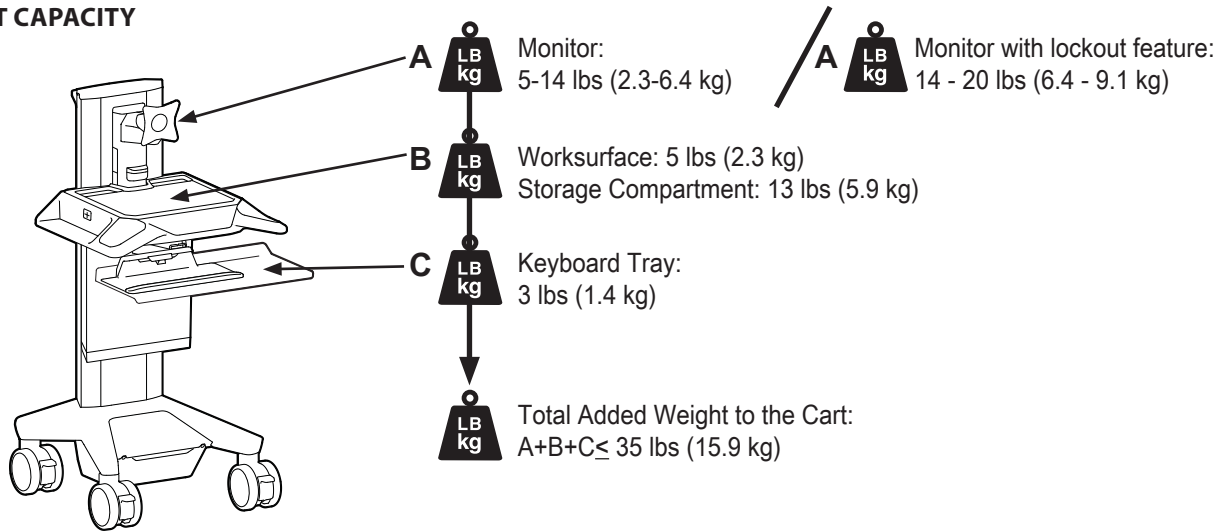 T CAPACITY
A
LB
kg
Monitor:
5-14 lbs (2.3-6.4 kg)
A
LB
kg
Monitor with lockout feature:
14 - 20 lbs (6.4 - 9.1 kg)
B
LB
kg
Worksurface: 5 lbs (2.3 kg)
Storage Compartment: 13 lbs (5.9 kg)
C
LB
kg
Keyboard Tray:
3 lbs (1.4 kg)
LB
kg
Total Added Weight to the Cart:
A+B+C≤ 35 lbs (15.9 kg)